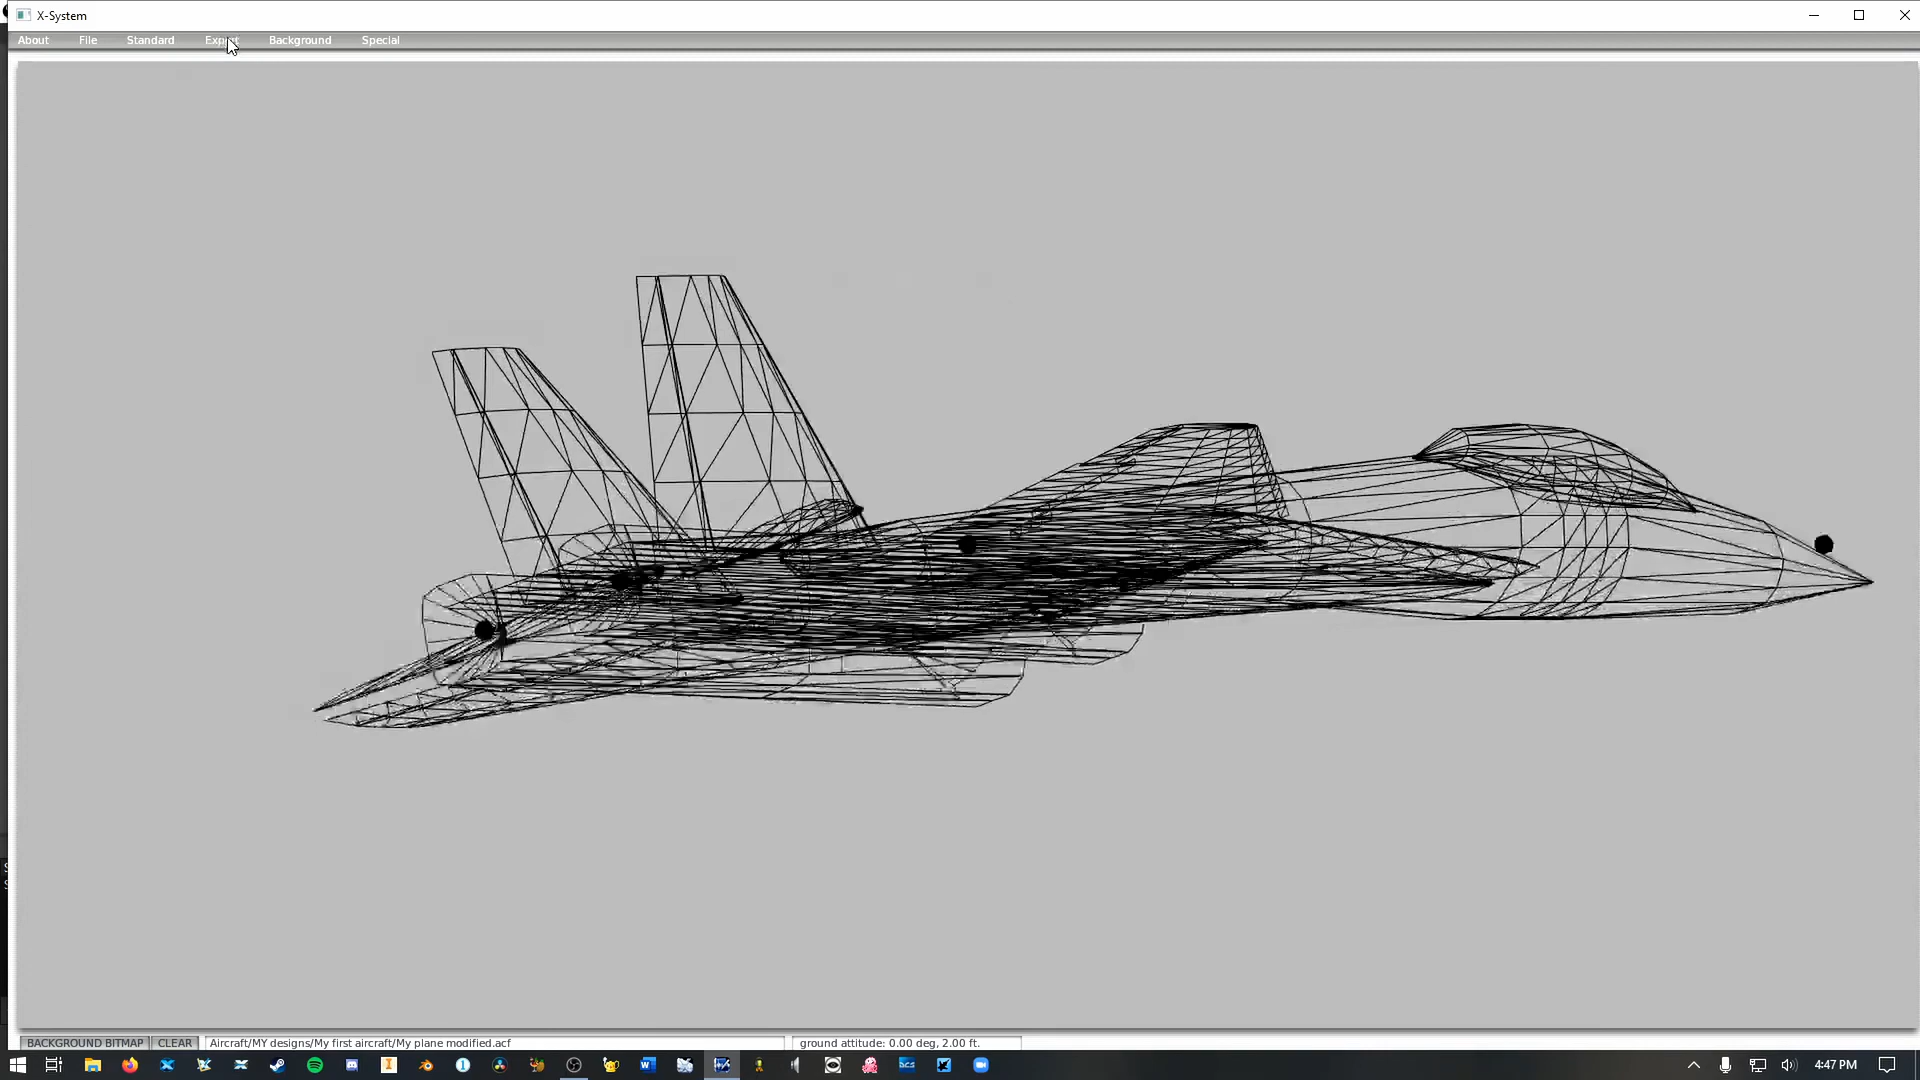 X-System
About File Standard Expert Background Special
BACKGROUND BITMAP CLEAR Aircraft/MY designs/My first aircraft/My plane modified.acf ground attitude: 0.00 deg, 2.00 ft.
4:47 PM